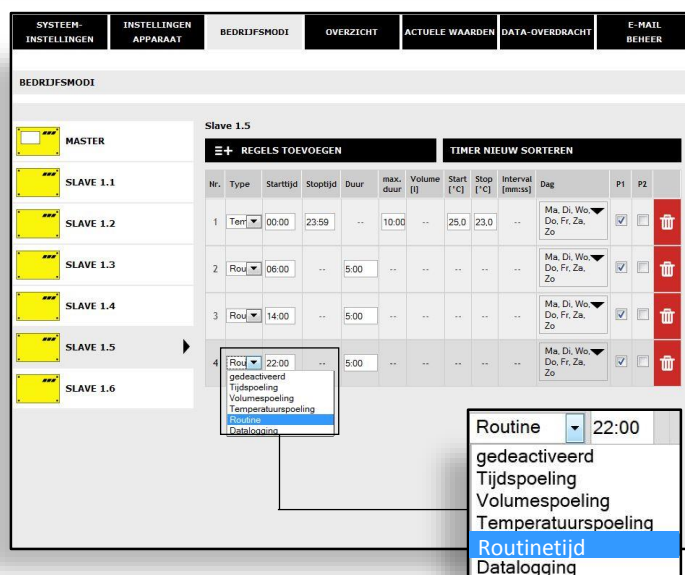 SYSTEEM-
INSTELLINGEN
INSTELLINGEN
APPARAAT
BEDRIJFSMODI
OVERZICHT
ACTUELE WAARDEN
DATA-OVERDRACHT
E-MAIL
BEHEER
BEDRIJFSMODI
MASTER
SLAVE 1.1
SLAVE 1.2
SLAVE 1.3
SLAVE 1.4
SLAVE 1.5
SLAVE 1.6
Slave 1.5
REGELS TOEVOEGEN
TIMER NIEUW SORTEREN
Nr. Type Starttijd Stoptijd Duur max. duur Volume [l] Start [°C] Stop [°C] Interval [mm:ss] Dag P1 P2
1 Tem 00:00 23:59 -- 10:00 -- 25,0 23,0 -- Ma, Di, Wo,
Do, Fr, Za,
Zo
2 Rou 06:00 -- 5:00 -- -- -- -- -- Ma, Di, Wo,
Do, Fr, Za,
Zo
3 Rou 14:00 -- 5:00 -- -- -- -- -- Ma, Di, Wo,
Do, Fr, Za,
Zo
4 Rou 22:00 -- 5:00 -- -- -- -- -- Ma, Di, Wo,
Do, Fr, Za,
Zo
gedeactiveerd
Tijdspoeling
Volumespoeling
Temperatuurspoeling
Routine
Datalogging
Routine 22:00
gedeactiveerd
Tijdspoeling
Volumespoeling
Temperatuurspoeling
Routinetijd
Datalogging